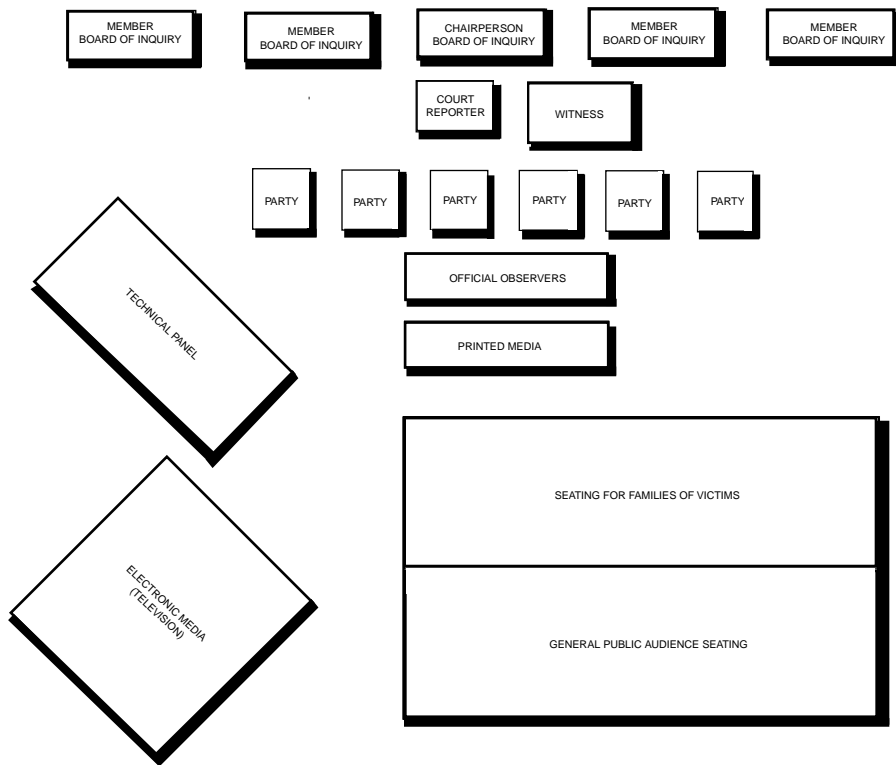 MEMBER
BOARD OF INQUIRY
MEMBER
BOARD OF INQUIRY
CHAIRPERSON
BOARD OF INQUIRY
MEMBER
BOARD OF INQUIRY
MEMBER
BOARD OF INQUIRY
COURT
REPORTER
WITNESS
PARTY
PARTY
PARTY
PARTY
PARTY
PARTY
OFFICIAL OBSERVERS
TECHNICAL PANEL
PRINTED MEDIA
SEATING FOR FAMILIES OF VICTIMS
ELECTRONIC MEDIA
(TELEVISION)
GENERAL PUBLIC AUDIENCE SEATING